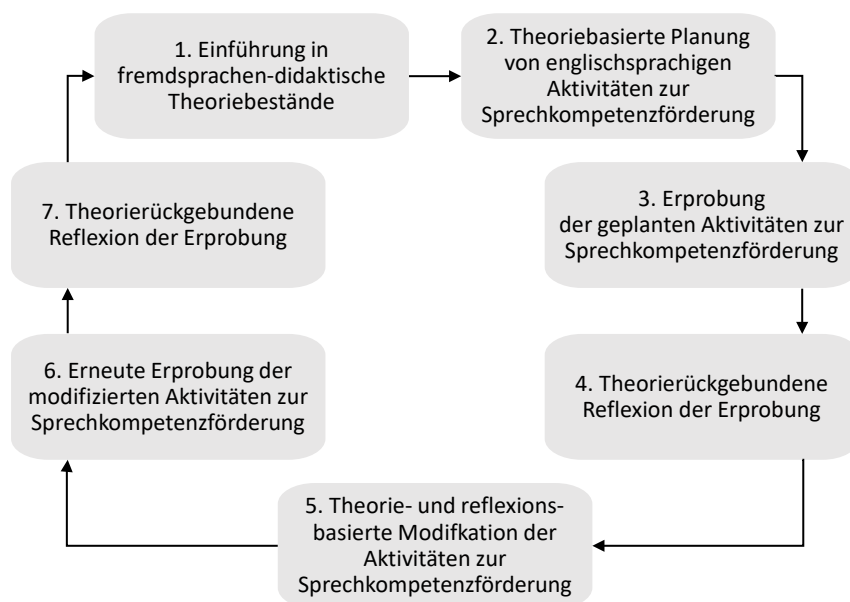 1. Einführung in
fremdsprachen-didaktische
Theoriebestände
2. Theoriebasierte Planung
von englischsprachigen
Aktivitäten zur
Sprechkompetenzförderung
3. Erprobung
der geplanten Aktivitäten zur
Sprechkompetenzförderung
4. Theorierückgebundene
Reflexion der Erprobung
5. Theorie- und reflexions-
basierte Modifkation der
Aktivitäten zur
Sprechkompetenzförderung
6. Erneute Erprobung der
modifizierten Aktivitäten zur
Sprechkompetenzförderung
7. Theorierückgebundene
Reflexion der Erprobung